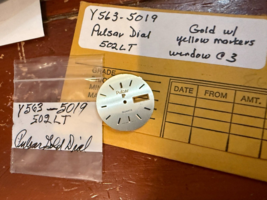 Y563-5019
Pulsar Dial
502LT
Gold w/
yellow markers
window @ 3
GRADE
DATE FROM AMT.
Y563-5019
502LT
Pulsar Gold Dial